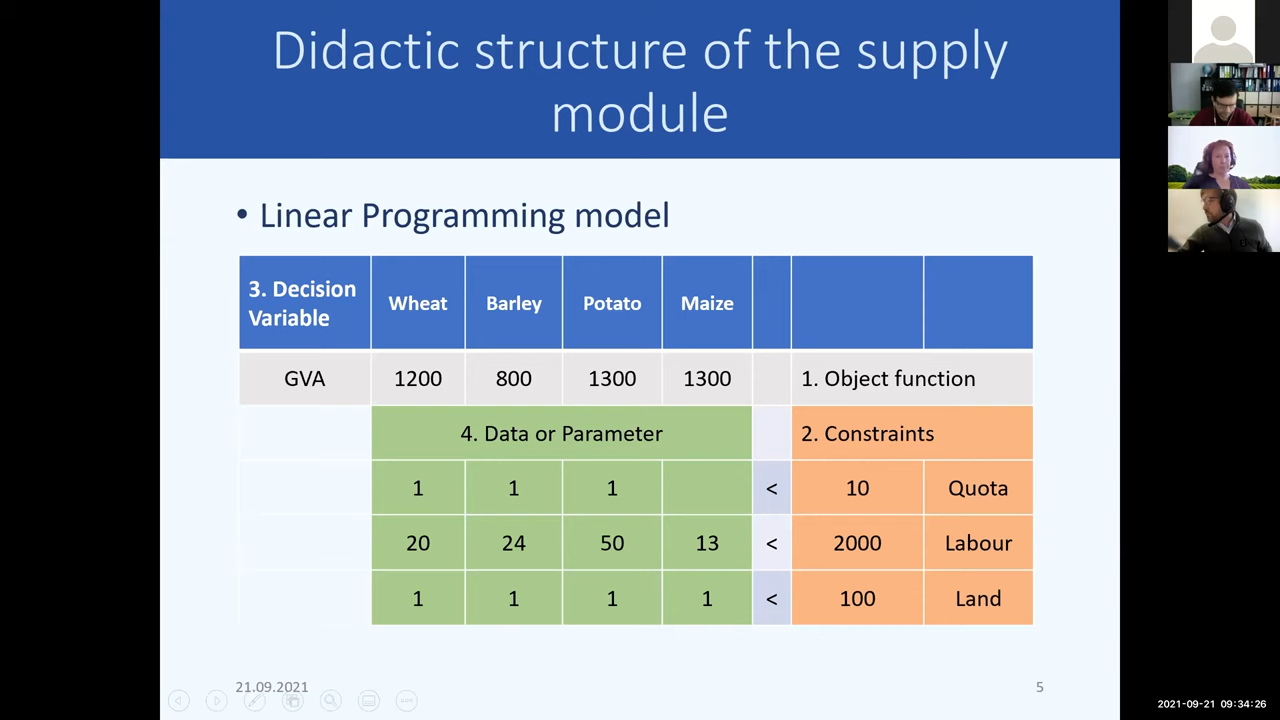 Didactic structure of the supply
module
• Linear Programming model
3. Decision
Variable
Wheat
Barley
Potato
Maize
GVA 1200 800 1300 1300 1. Object function
4. Data or Parameter 2. Constraints
1 1 1 < 10 Quota
20 24 50 13 < 2000 Labour
1 1 1 1 < 100 Land
21.09.2021
5
2021-09-21 09:34:26